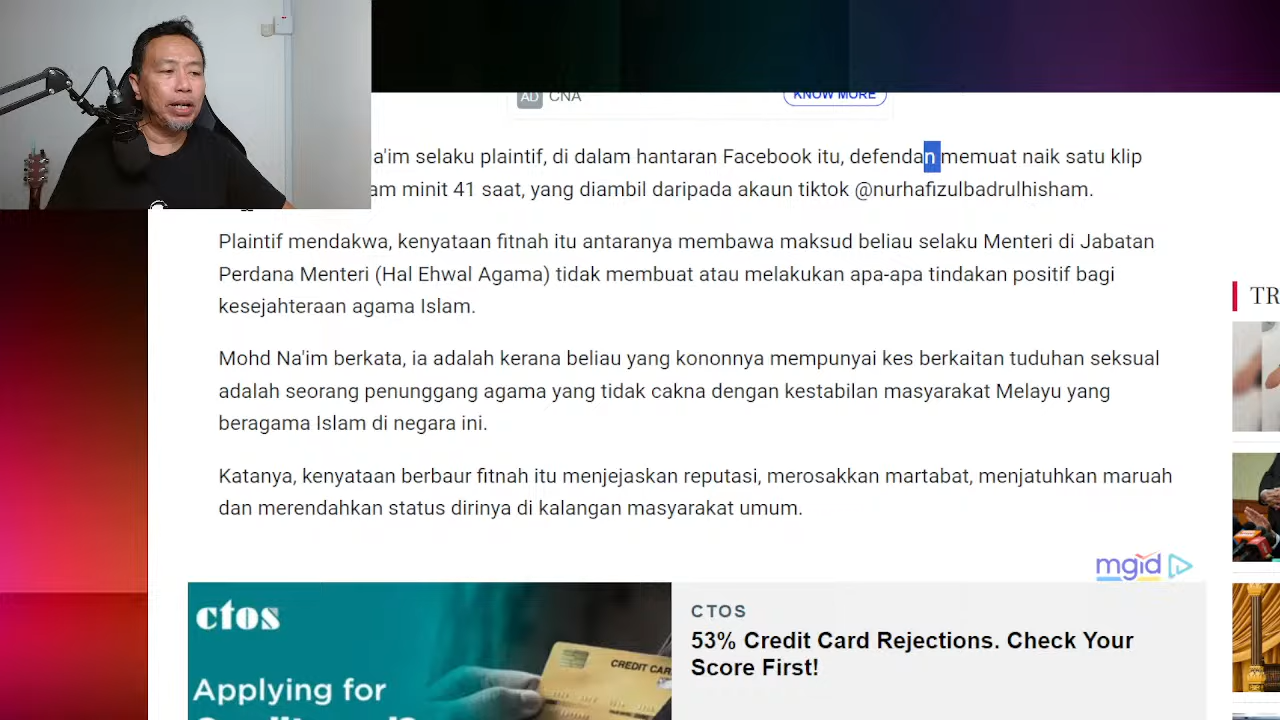 AD CNA
KNOW MORE
a'im selaku plaintif, di dalam hantaran Facebook itu, defendan memuat naik satu klip
am minit 41 saat, yang diambil daripada akaun tiktok @nurhafizulbadrulhisham.
Plaintif mendakwa, kenyataan fitnah itu antaranya membawa maksud beliau selaku Menteri di Jabatan
Perdana Menteri (Hal Ehwal Agama) tidak membuat atau melakukan apa-apa tindakan positif bagi
kesejahteraan agama Islam.
TR
Mohd Na'im berkata, ia adalah kerana beliau yang kononnya mempunyai kes berkaitan tuduhan seksual
adalah seorang penunggang agama yang tidak cakna dengan kestabilan masyarakat Melayu yang
beragama Islam di negara ini.
Katanya, kenyataan berbaur fitnah itu menjejaskan reputasi, merosakkan martabat, menjatuhkan maruah
dan merendahkan status dirinya di kalangan masyarakat umum.
mgid
ctos
CTOS
53% Credit Card Rejections. Check Your
Score First!
CREDIT CAR
Applying for